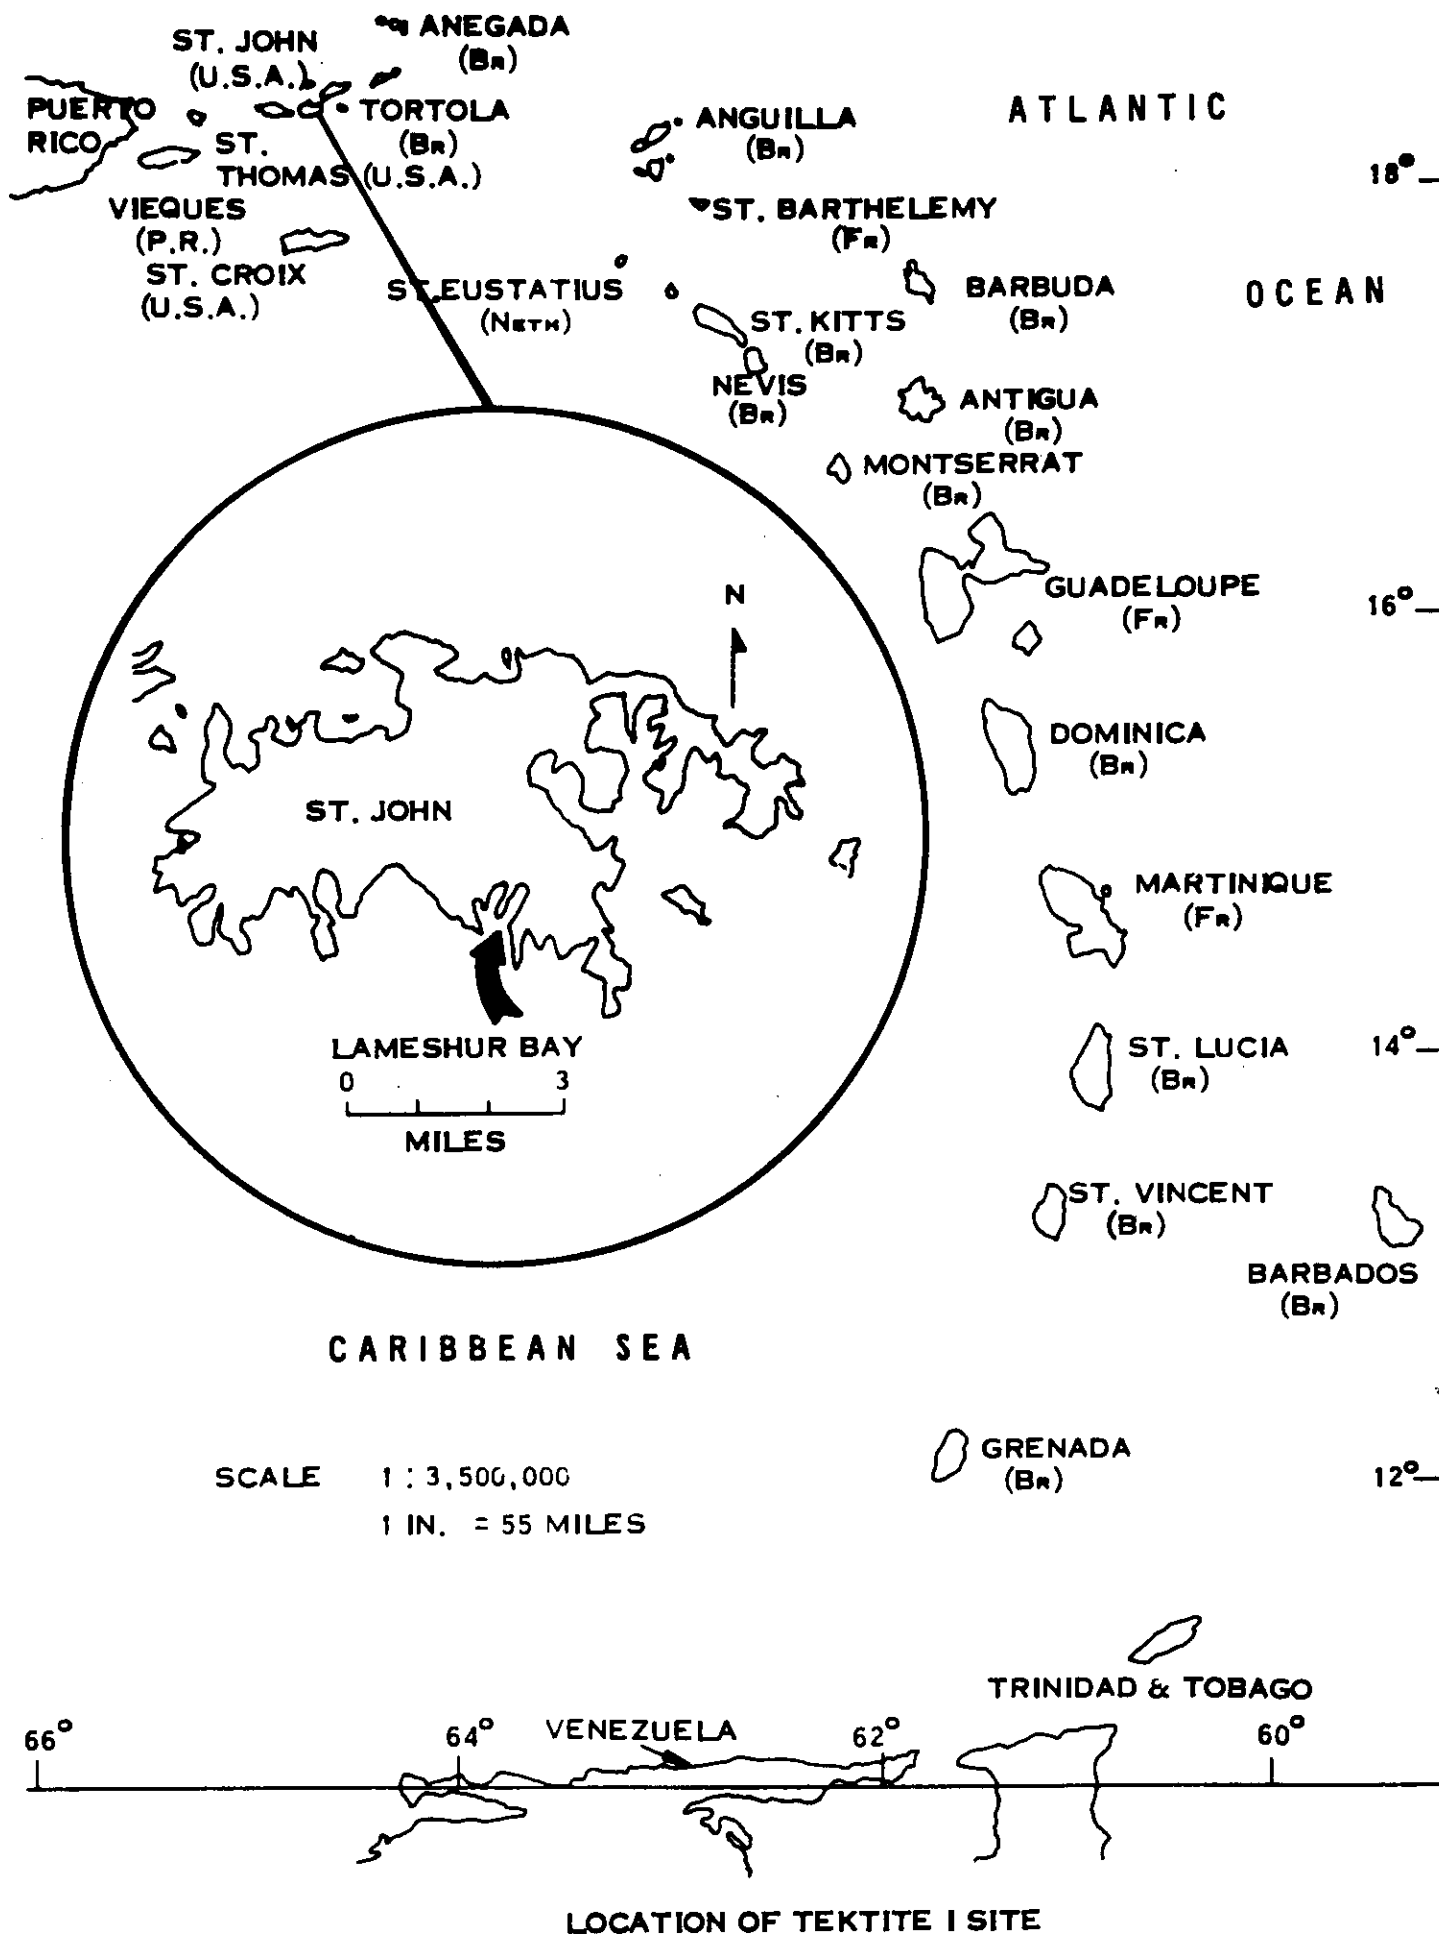 ANEGADA
(BR)
ST. JOHN
(U.S.A.)
PUERTO
RICO
TORTOLA
(BR)
ST.
THOMAS (U.S.A.)
VIEQUES
(P.R.)
ST. CROIX
(U.S.A.)
ANGUILLA
(BR)
ATLANTIC
18°
ST. BARTHELEMY
(FR)
ST. EUSTATIUS
(NETH)
BARBUDA
(BR)
OCEAN
ST. KITTS
(BR)
NEVIS
(BR)
ANTIGUA
(BR)
MONTSERRAT
(BR)
GUADELOUPE
(FR)
16°
N
ST. JOHN
LAMESHUR BAY
0 3
MILES
DOMINICA
(BR)
MARTINIQUE
(FR)
ST. LUCIA
(BR)
14°
ST. VINCENT
(BR)
BARBADOS
(BR)
CARIBBEAN SEA
GRENADA
(BR)
12°
SCALE 1 : 3,500,000
1 IN. = 55 MILES
TRINIDAD & TOBAGO
66°
64°
VENEZUELA
62°
60°
LOCATION OF TEKTITE I SITE